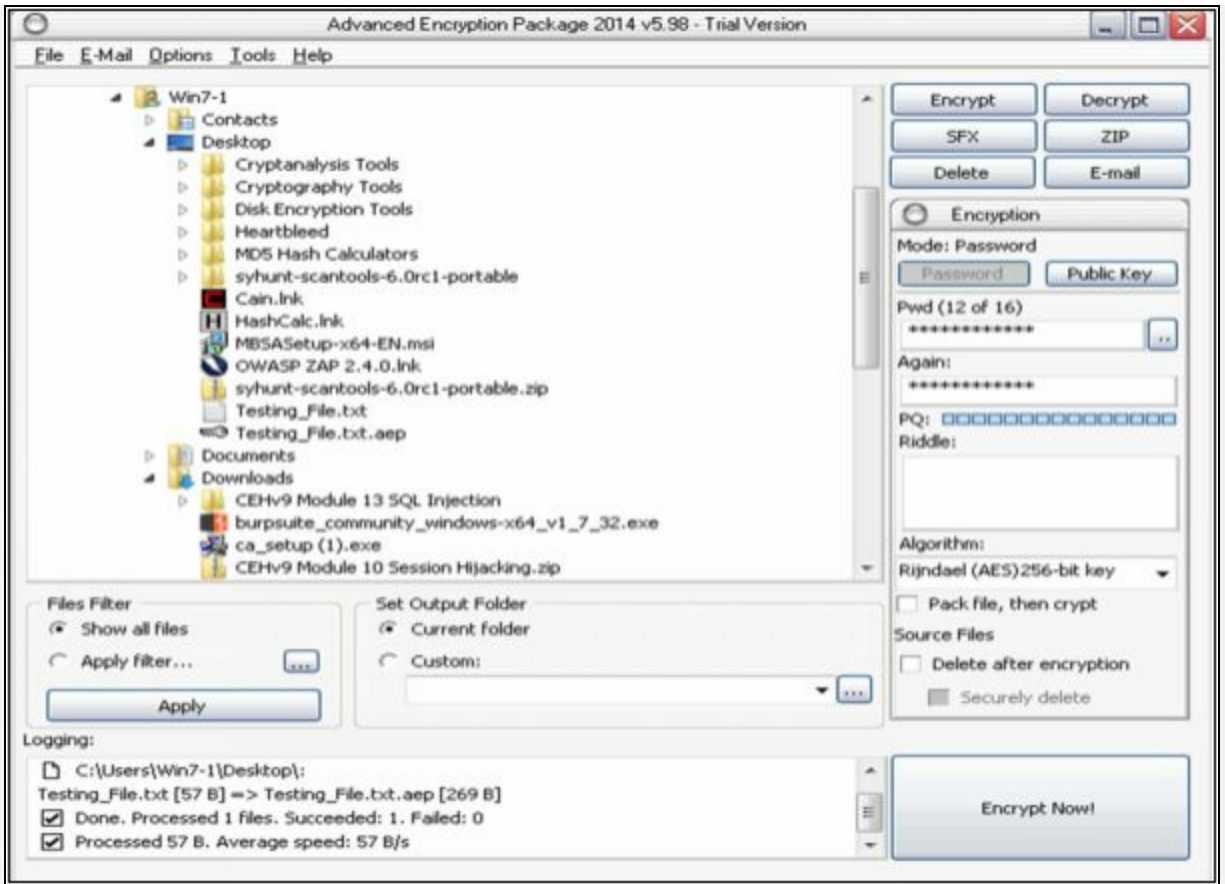 Advanced Encryption Package 2014 v5.98 - Trial Version
File E-Mail Options Tools Help
Win7-1
Contacts
Desktop
Cryptanalysis Tools
Cryptography Tools
Disk Encryption Tools
Heartbleed
MD5 Hash Calculators
syhunt-scantools-6.0rc1-portable
Cain.lnk
HashCalc.lnk
MBSASetup-x64-EN.msi
OWASP ZAP 2.4.0.lnk
syhunt-scantools-6.0rc1-portable.zip
Testing_File.txt
Testing_File.txt.aep
Documents
Downloads
CEHv9 Module 13 SQL Injection
burpsuite_community_windows-x64_v1_7_32.exe
ca_setup (1).exe
CEHv9 Module 10 Session Hijacking.zip
Encrypt Decrypt
SFX ZIP
Delete E-mail
Encryption
Mode: Password
Password Public Key
Pwd (12 of 16)
************
..
Again:
************
PQ:
Riddle:
Algorithm:
Rijndael (AES)256-bit key
Pack file, then crypt
Source Files
Delete after encryption
Securely delete
Files Filter
Show all files
Apply filter...
...
Apply
Set Output Folder
Current folder
Custom:
...
Logging:
C:\Users\Win7-1\Desktop\:
Testing_File.txt [57 B] => Testing_File.txt.aep [269 B]
Done. Processed 1 files. Succeeded: 1. Failed: 0
Processed 57 B. Average speed: 57 B/s
Encrypt Now!